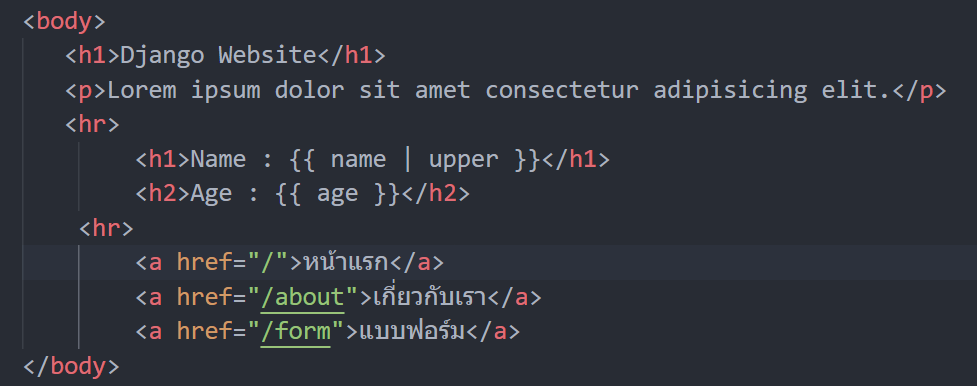 <body>
<h1>Django Website</h1>
<p>Lorem ipsum dolor sit amet consectetur adipisicing elit.</p>
<hr>
<h1>Name : {{ name | upper }}</h1>
<h2>Age : {{ age }}</h2>
<hr>
<a href="/">หน้าแรก</a>
<a href="/about">เกี่ยวกับเรา</a>
<a href="/form">แบบฟอร์ม</a>
</body>